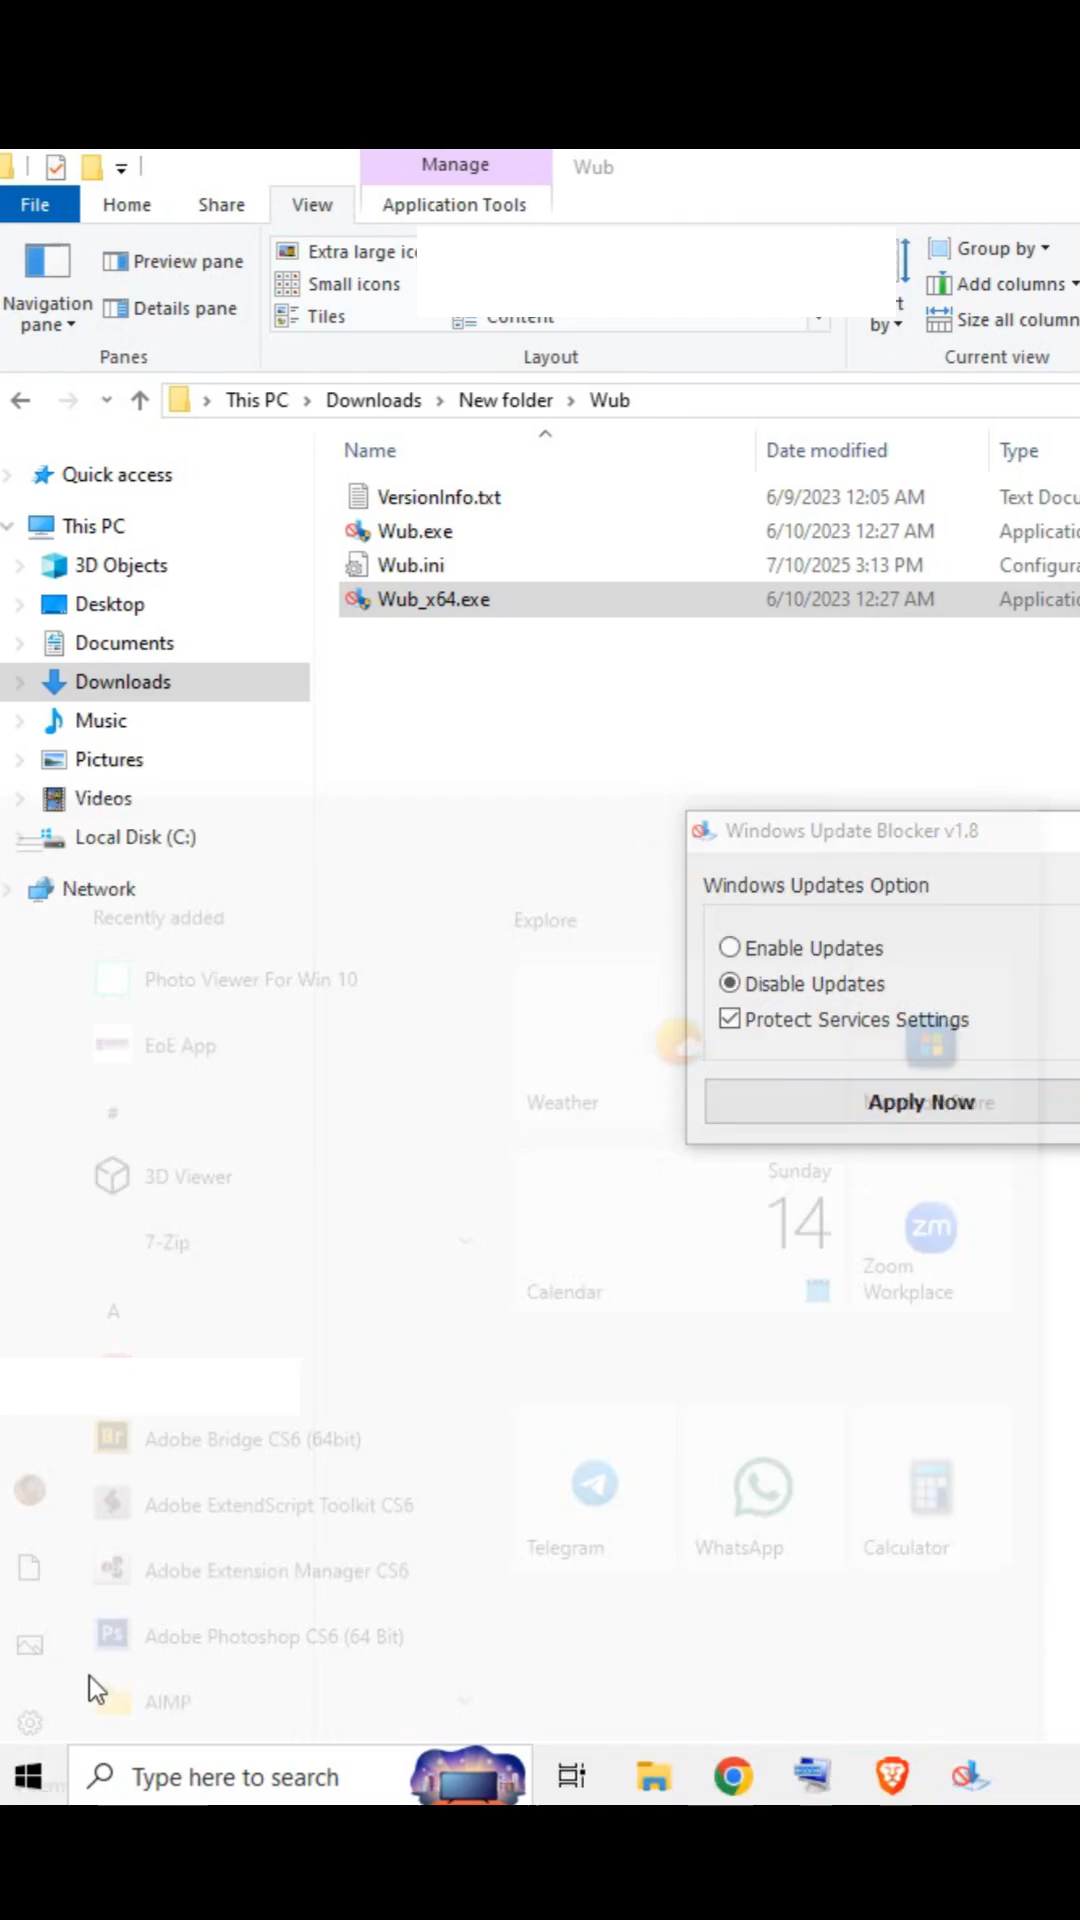 Manage
Wub
File
Home
Share
View
Application Tools
Extra large ic
Small icons
Tiles
Content
Preview pane
Details pane
Navigation
pane
Group by
Add columns
Size all column
t
by
Panes
Layout
Current view
This PC
Downloads
New folder
Wub
Name
Date modified
Type
VersionInfo.txt
6/9/2023 12:05 AM
Text Docu
Wub.exe
6/10/2023 12:27 AM
Applicatio
Wub.ini
7/10/2025 3:13 PM
Configura
Wub_x64.exe
6/10/2023 12:27 AM
Applicatio
Quick access
This PC
3D Objects
Desktop
Documents
Downloads
Music
Pictures
Videos
Local Disk (C:)
Network
Windows Update Blocker v1.8
Windows Updates Option
Enable Updates
Disable Updates
Protect Services Settings
Apply Now
Recently added
Photo Viewer For Win 10
EoE App
#
3D Viewer
7-Zip
A
Adobe Bridge CS6 (64bit)
Br
Adobe ExtendScript Toolkit CS6
Adobe Extension Manager CS6
Ps
Adobe Photoshop CS6 (64 Bit)
AIMP
Explore
Weather
Sunday
14
Calendar
zm
Zoom
Workplace
Telegram
WhatsApp
Calculator
Type here to search